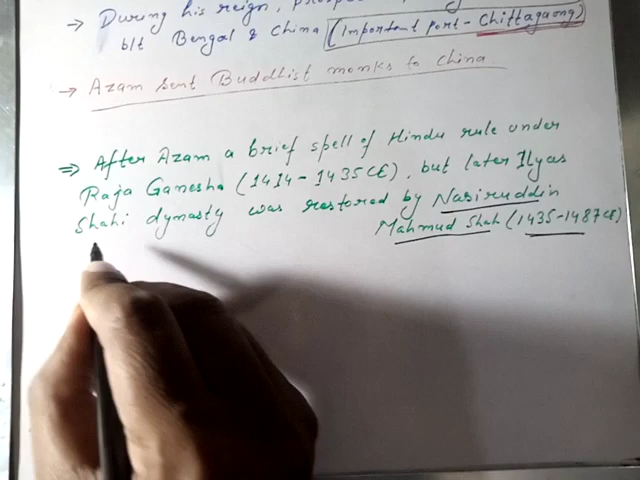 → During his reign,
b/t Bengal & China (Important port - Chittagaong)
→ Azam sent Buddhist monks to China.
⇒ After Azam a brief spell of Hindu rule under
Raja Ganesha (1414 - 1435 CE), but later Ilyas
Shahi dynasty was restored by Nasiruddin
Mahmud Shah (1435-1487 CE)